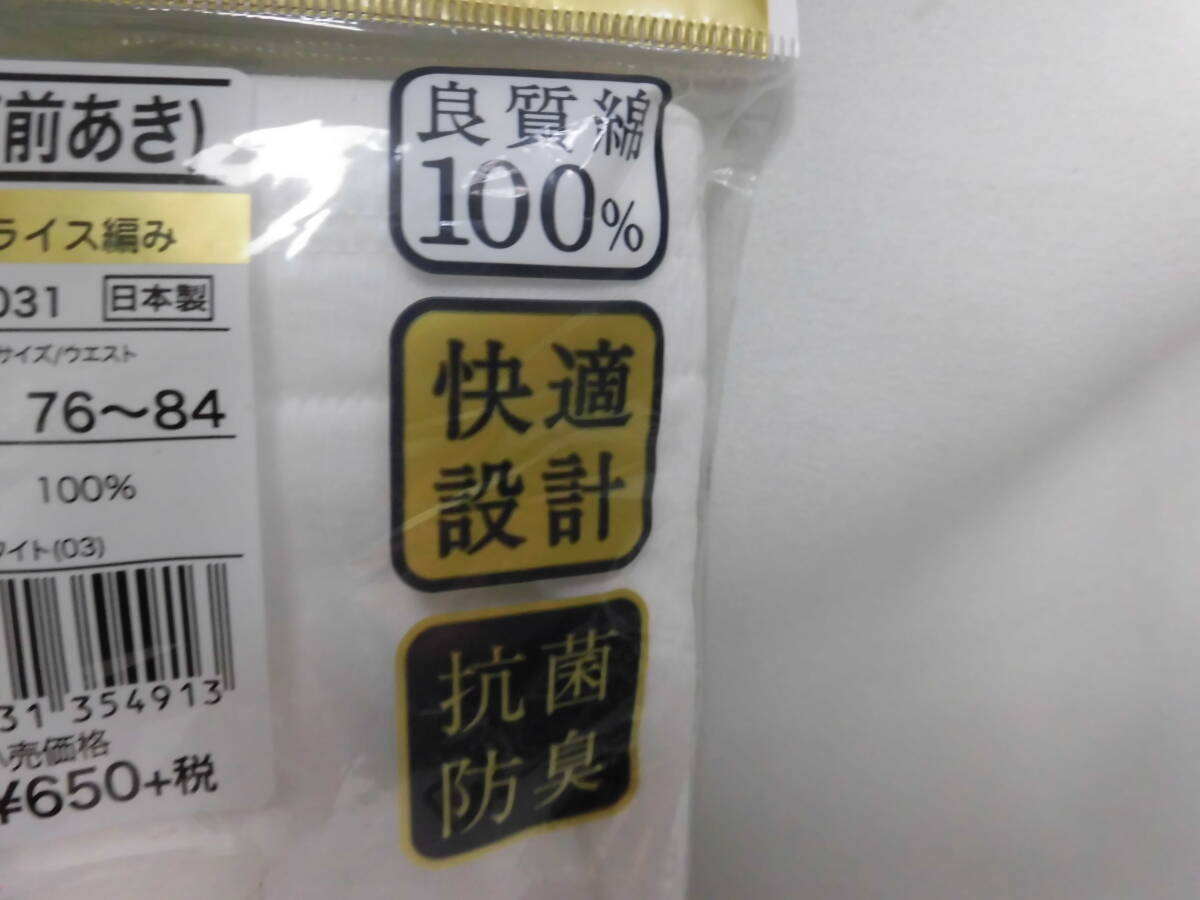 前あき)
ライス編み
031 日本製
サイズ/ウエスト
76～84
100%
イト(03)
31 354913
売価格
¥650+税
良質綿
100%
快適
設計
抗菌
防臭